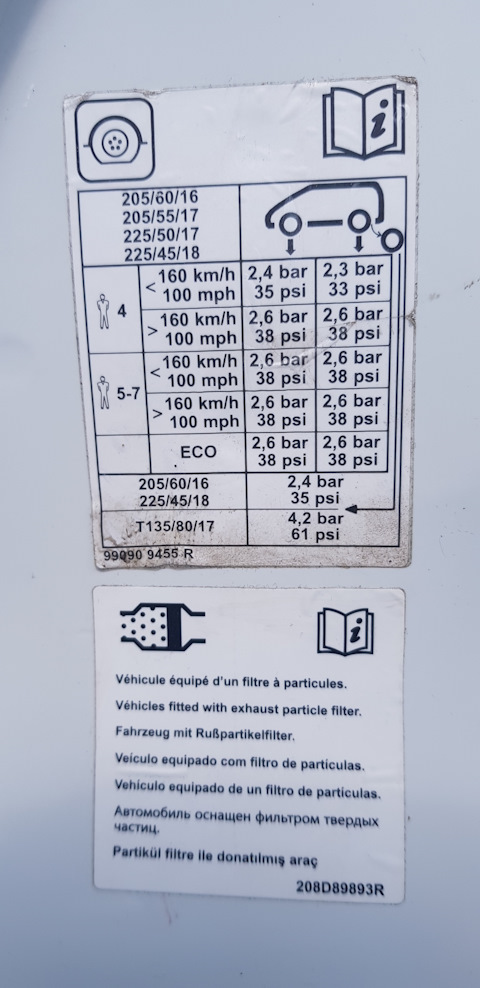 i
205/60/16
205/55/17
225/50/17
225/45/18
4 < 160 km/h 100 mph 2,4 bar 35 psi 2,3 bar 33 psi
> 160 km/h 100 mph 2,6 bar 38 psi 2,6 bar 38 psi
5-7 < 160 km/h 100 mph 2,6 bar 38 psi 2,6 bar 38 psi
> 160 km/h 100 mph 2,6 bar 38 psi 2,6 bar 38 psi
ECO 2,6 bar 38 psi 2,6 bar 38 psi
205/60/16
225/45/18
2,4 bar
35 psi
T135/80/17
4,2 bar
61 psi
99090 9455 R
i
Véhicule équipé d'un filtre à particules.
Véhicles fitted with exhaust particle filter.
Fahrzeug mit Rußpartikelfilter.
Veículo equipado com filtro de particulas.
Vehículo equipado de un filtro de partículas.
Автомобиль оснащен фильтром твердых
частиц.
Partikül filtre ile donatılmış araç
208D89893R